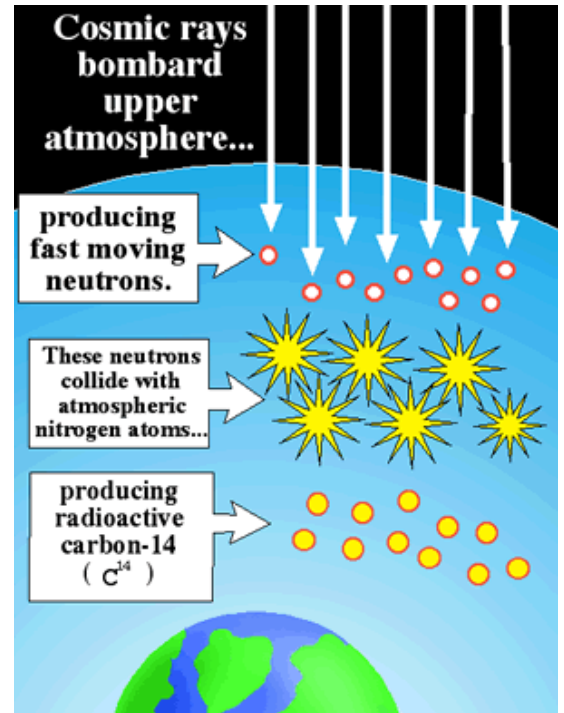 Cosmic rays
bombard
upper
atmosphere...
producing
fast moving
neutrons.
These neutrons
collide with
atmospheric
nitrogen atoms...
producing
radioactive
carbon-14
( C¹⁴ )